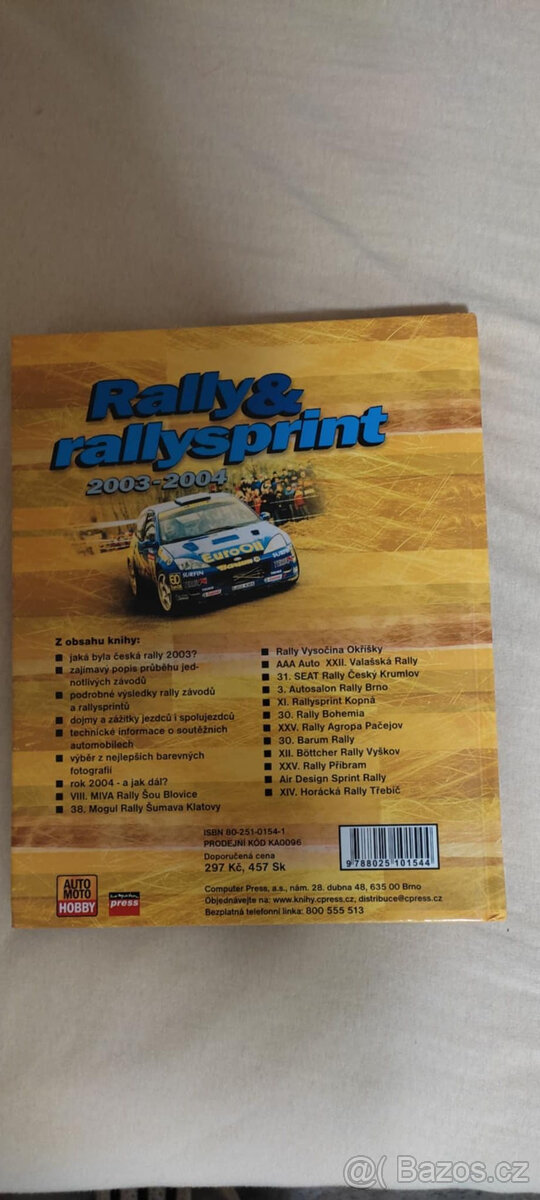 Rally&
rallysprint
2003-2004
EuroOil
Z obsahu knihy:
jaká byla česká rally 2003?
zajímavý popis průběhu jed-
notlivých závodů
podrobné výsledky rally závodů
a rallysprintů
dojmy a zážitky jezdců i spolujezdců
technické informace o soutěžních
automobilech
výběr z nejlepších barevných
fotografií
rok 2004 - a jak dál?
VIII. MIVA Rally Šou Blovice
38. Mogul Rally Šumava Klatovy
Rally Vysočina Okříšky
AAA Auto XXII. Valašská Rally
31. SEAT Rally Český Krumlov
3. Autosalon Rally Brno
XI. Rallysprint Kopná
30. Rally Bohemia
XXV. Rally Agropa Pačejov
30. Barum Rally
XII. Böttcher Rally Vyškov
XXV. Rally Příbram
Air Design Sprint Rally
XIV. Horácká Rally Třebíč
ISBN 80-251-0154-1
PRODEJNÍ KÓD KA0096
Doporučená cena
297 Kč, 457 Sk
9 788025 101544
AUTO
MOTO
HOBBY
computer
press
Computer Press, a.s., nám. 28. dubna 48, 635 00 Brno
Objednávejte na: www.knihy.cpress.cz, distribuce@cpress.cz
Bezplatná telefonní linka: 800 555 513
@( Bazos.cz